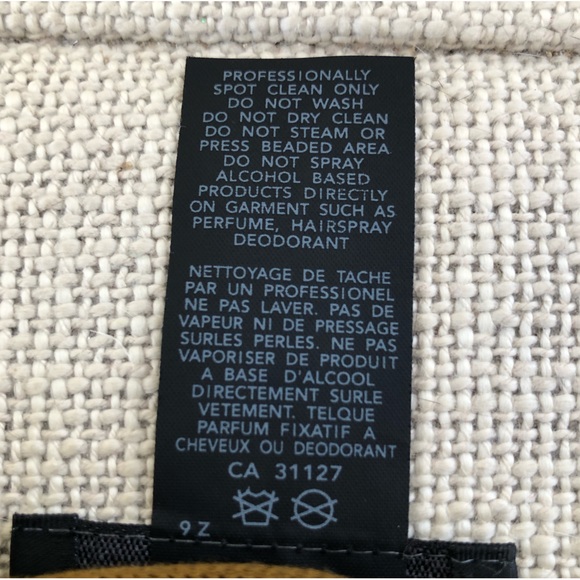 PROFESSIONALLY
SPOT CLEAN ONLY
DO NOT WASH
DO NOT DRY CLEAN
DO NOT STEAM OR
PRESS BEADED AREA
DO NOT SPRAY
ALCOHOL BASED
PRODUCTS DIRECTLY
ON GARMENT SUCH AS
PERFUME, HAIRSPRAY
DEODORANT
NETTOYAGE DE TACHE
PAR UN PROFESSIONEL
NE PAS LAVER. PAS DE
VAPEUR NI DE PRESSAGE
SURLES PERLES. NE PAS
VAPORISER DE PRODUIT
A BASE D'ALCOOL
DIRECTEMENT SURLE
VETEMENT. TELQUE
PARFUM FIXATIF A
CHEVEUX OU DEODORANT
CA 31127
9Z